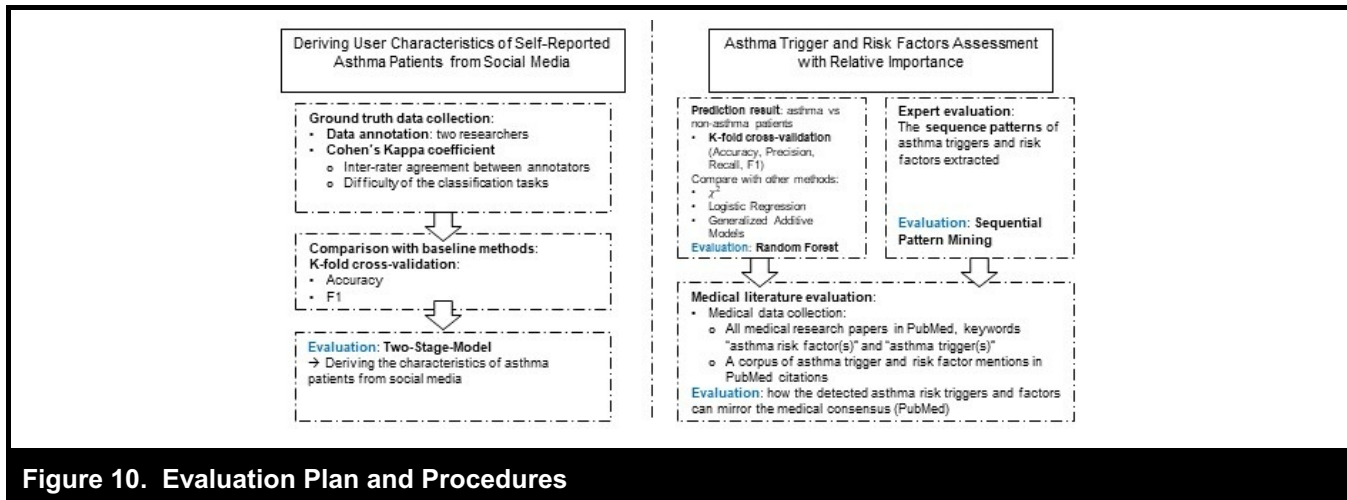 Deriving User Characteristics of Self-Reported
Asthma Patients from Social Media
Ground truth data collection:
• Data annotation: two researchers
• Cohen's Kappa coefficient
o Inter-rater agreement between annotators
o Difficulty of the classification tasks
Comparison with baseline methods:
K-fold cross-validation:
• Accuracy
• F1
Evaluation: Two-Stage-Model
→ Deriving the characteristics of asthma
patients from social media
Asthma Trigger and Risk Factors Assessment
with Relative Importance
Prediction result: asthma vs
non-asthma patients
• K-fold cross-validation
(Accuracy, Precision,
Recall, F1)
Compare with other methods:
• χ²
• Logistic Regression
• Generalized Additive
Models
Evaluation: Random Forest
Expert evaluation:
The sequence patterns of
asthma triggers and risk
factors extracted
Evaluation: Sequential
Pattern Mining
Medical literature evaluation:
• Medical data collection:
o All medical research papers in PubMed, keywords
"asthma risk factor(s)" and "asthma trigger(s)"
o A corpus of asthma trigger and risk factor mentions in
PubMed citations
Evaluation: how the detected asthma risk triggers and factors
can mirror the medical consensus (PubMed)
Figure 10. Evaluation Plan and Procedures